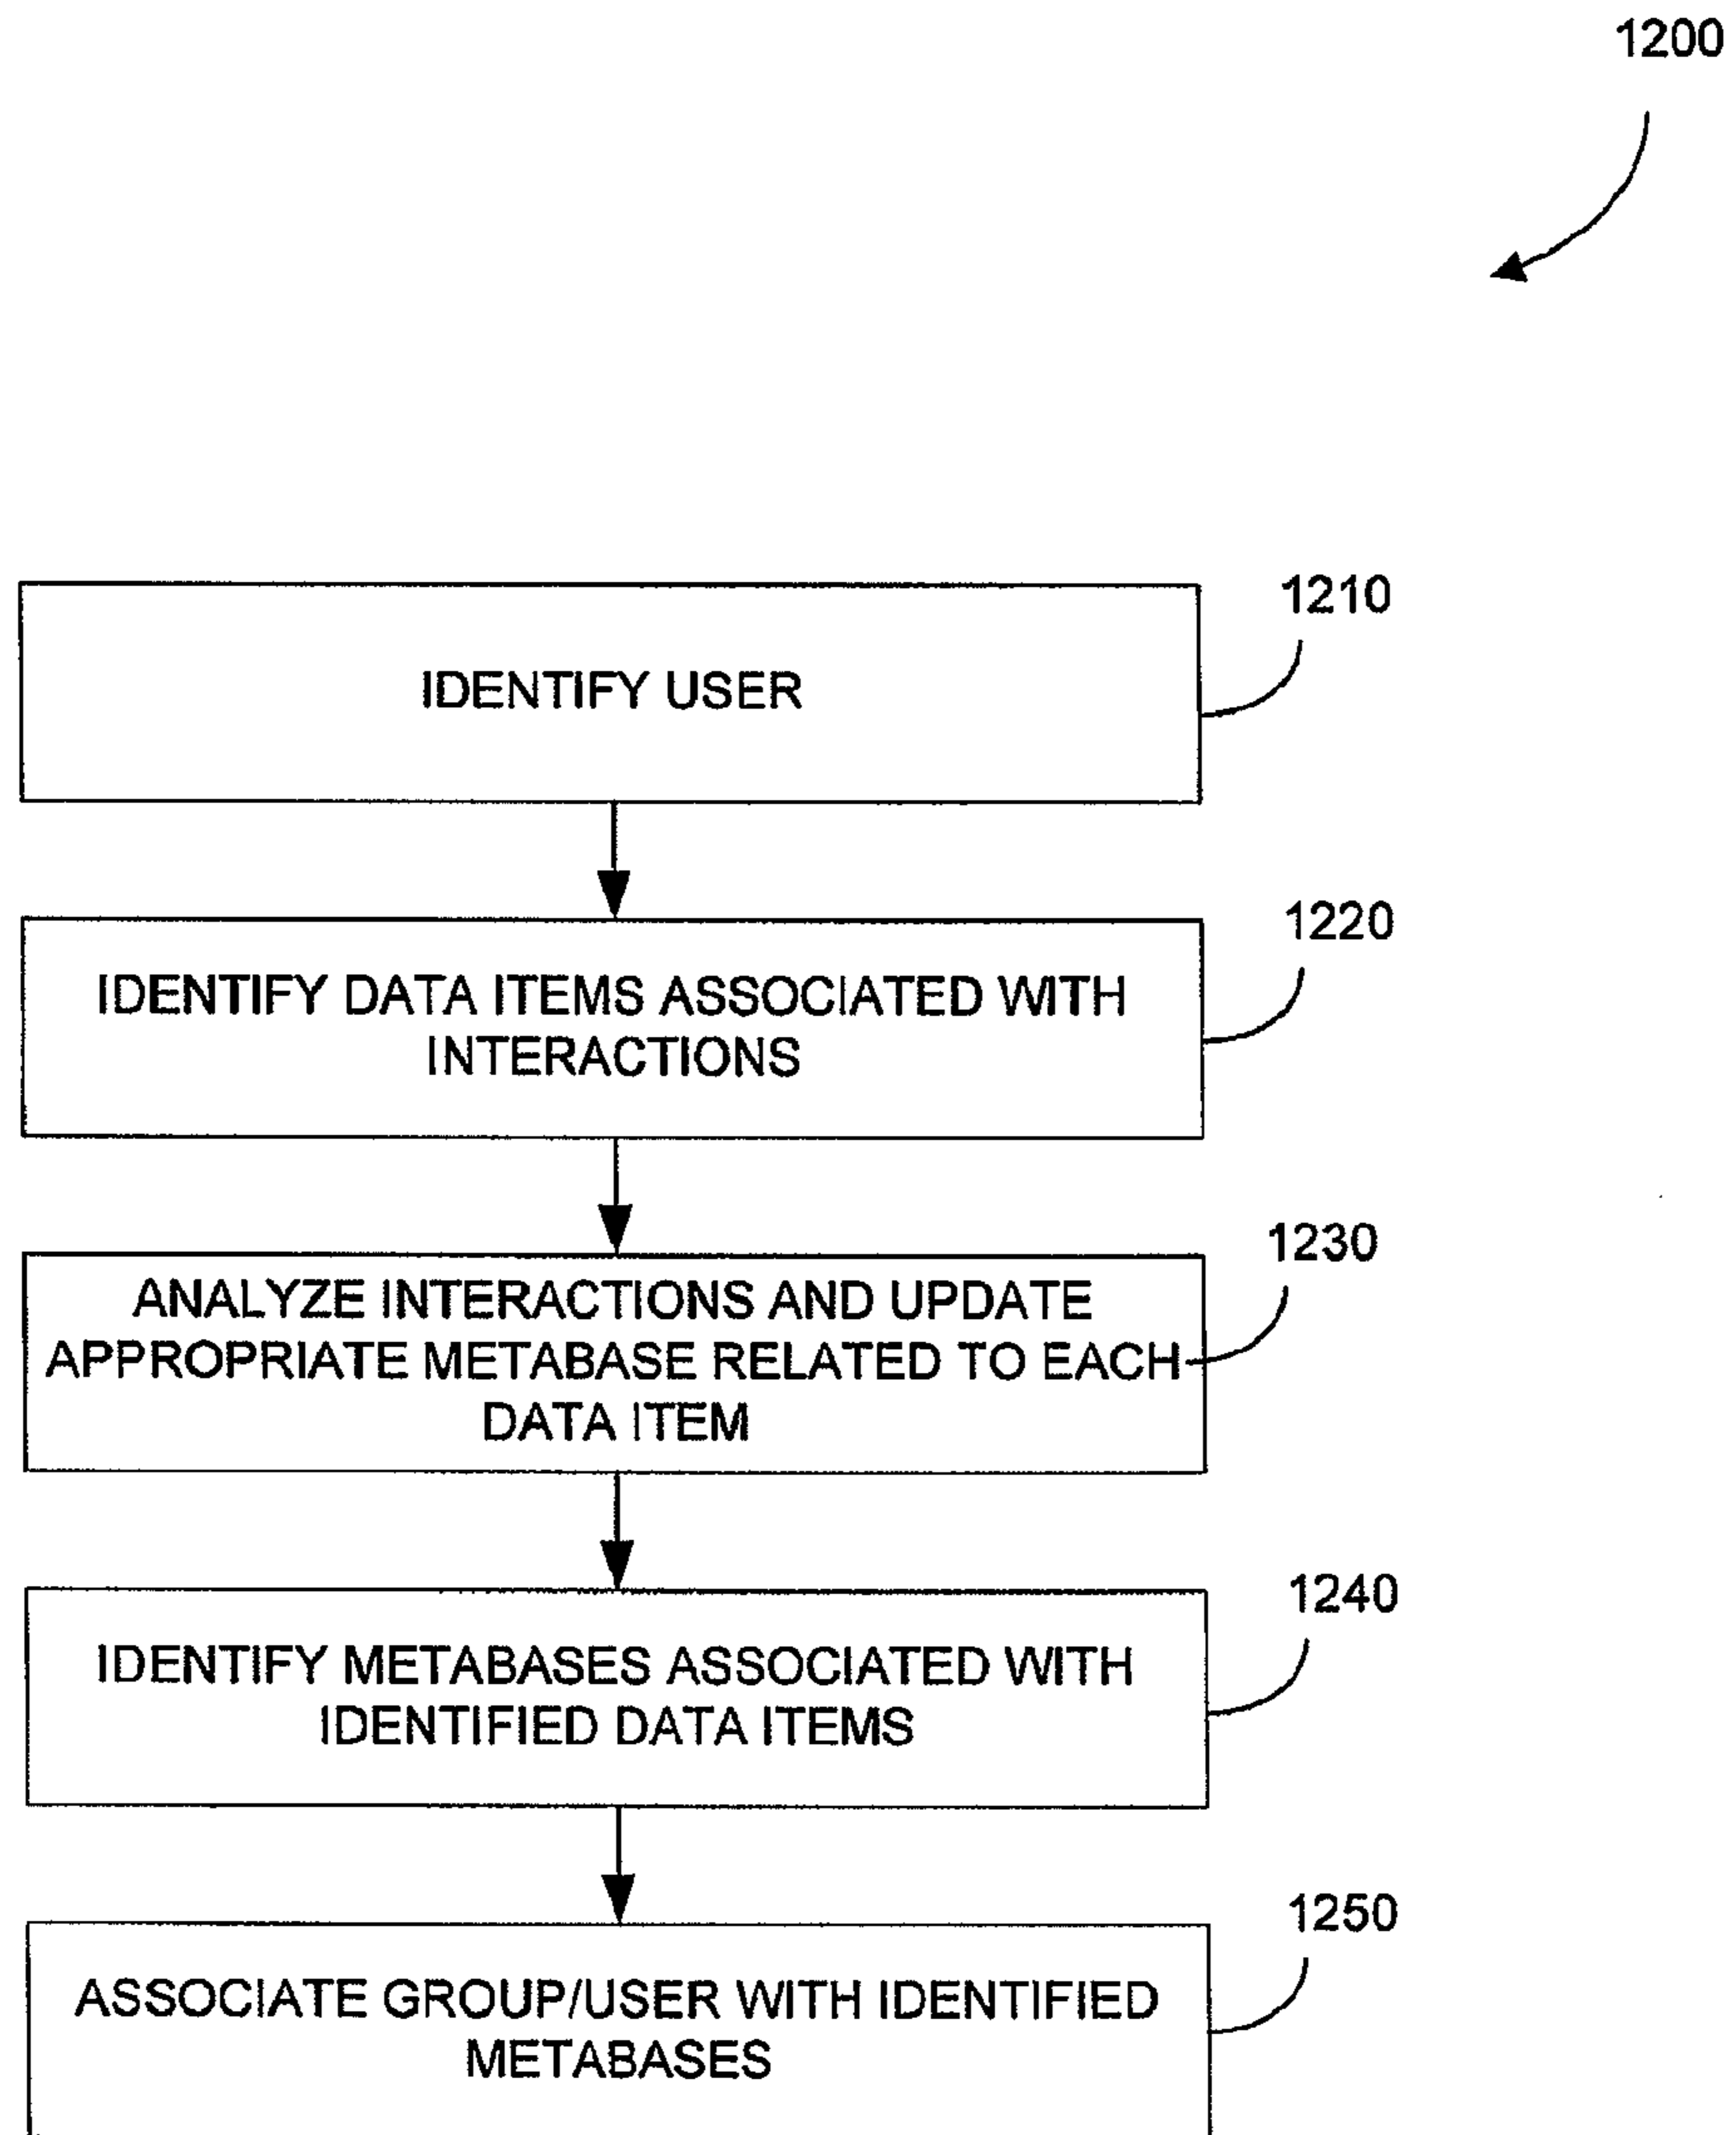 1200
1210
IDENTIFY USER
1220
IDENTIFY DATA ITEMS ASSOCIATED WITH
INTERACTIONS
1230
ANALYZE INTERACTIONS AND UPDATE
APPROPRIATE METABASE RELATED TO EACH
DATA ITEM
1240
IDENTIFY METABASES ASSOCIATED WITH
IDENTIFIED DATA ITEMS
1250
ASSOCIATE GROUP/USER WITH IDENTIFIED
METABASES